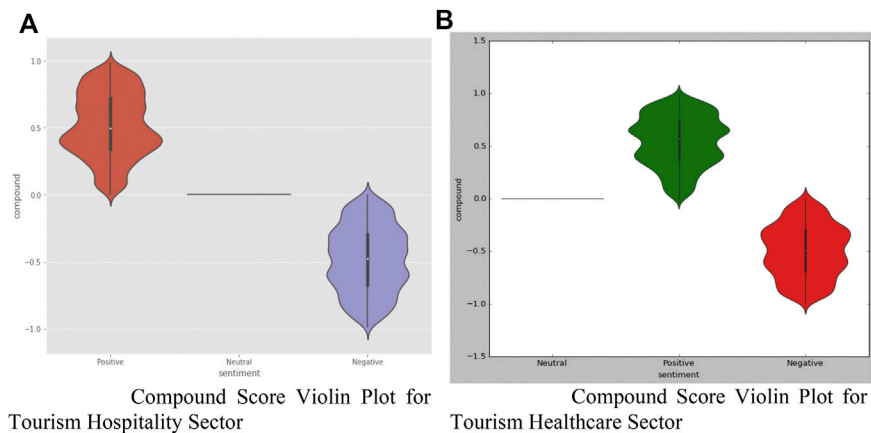 A
1.0
0.5
0.0
−0.5
−1.0
compound
Positive Neutral Negative
sentiment
Compound Score Violin Plot for
Tourism Hospitality Sector
B
1.5
1.0
0.5
0.0
−0.5
−1.0
−1.5
compound
Neutral Positive Negative
sentiment
Compound Score Violin Plot for
Tourism Healthcare Sector